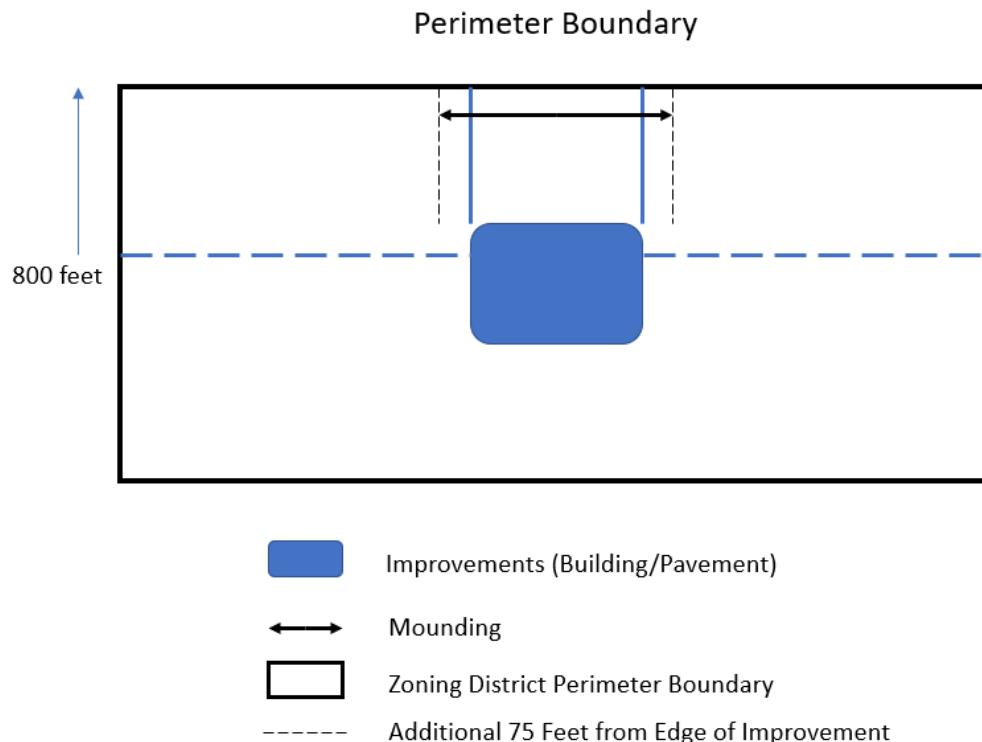 Perimeter Boundary
800 feet
Improvements (Building/Pavement)
Mounding
Zoning District Perimeter Boundary
Additional 75 Feet from Edge of Improvement